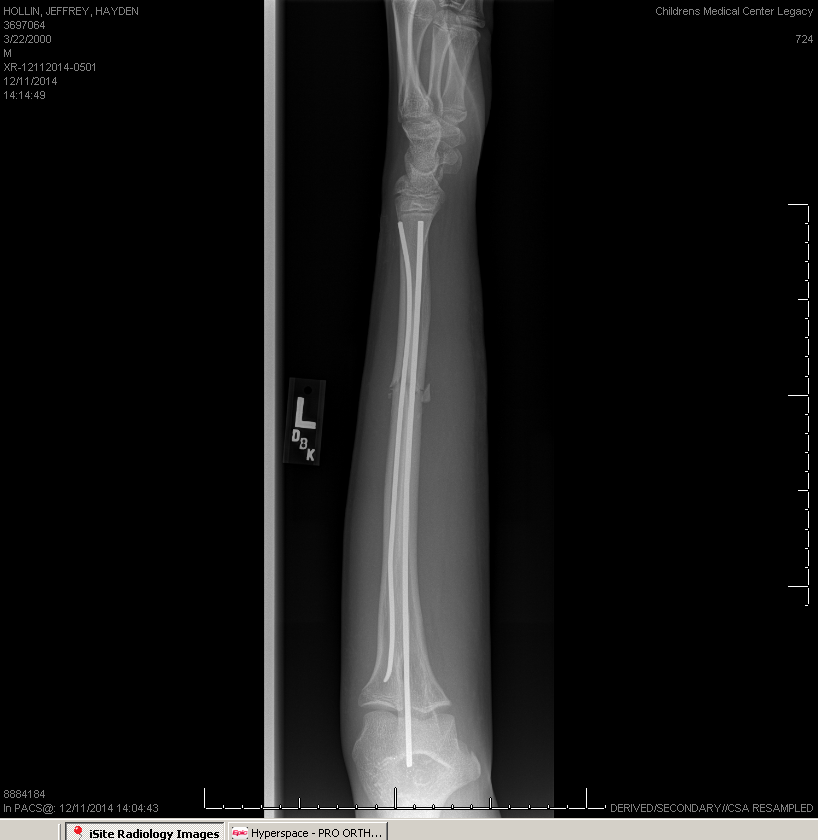 HOLLIN, JEFFREY, HAYDEN
3697064
3/22/2000
M
XR-12112014-0501
12/11/2014
14:14:49
Childrens Medical Center Legacy
724
L
D
B
K
8884184
In PACS@: 12/11/2014 14:04:43
DERIVED/SECONDARY//CSA RESAMPLED
iSite Radiology Images
Hyperspace - PRO ORTH...